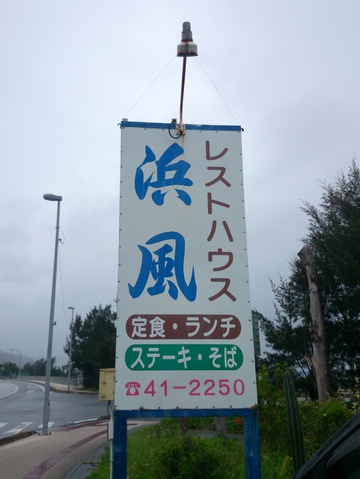 レストハウス
浜風
定食・ランチ
ステーキ・そば
☎41-2250